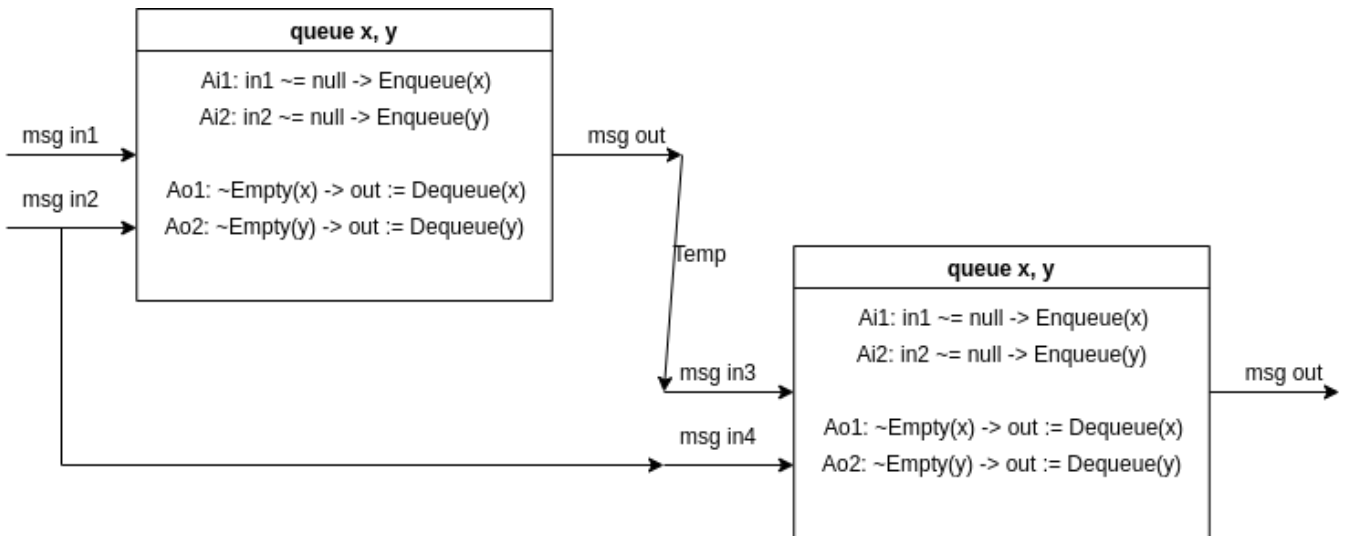 queue x, y
Ai1: in1 ~= null -> Enqueue(x)
Ai2: in2 ~= null -> Enqueue(y)
msg in1
msg out
Ao1: ~Empty(x) -> out := Dequeue(x)
msg in2
Ao2: ~Empty(y) -> out := Dequeue(y)
Temp
queue x, y
Ai1: in1 ~= null -> Enqueue(x)
Ai2: in2 ~= null -> Enqueue(y)
msg in3
msg out
Ao1: ~Empty(x) -> out := Dequeue(x)
msg in4
Ao2: ~Empty(y) -> out := Dequeue(y)